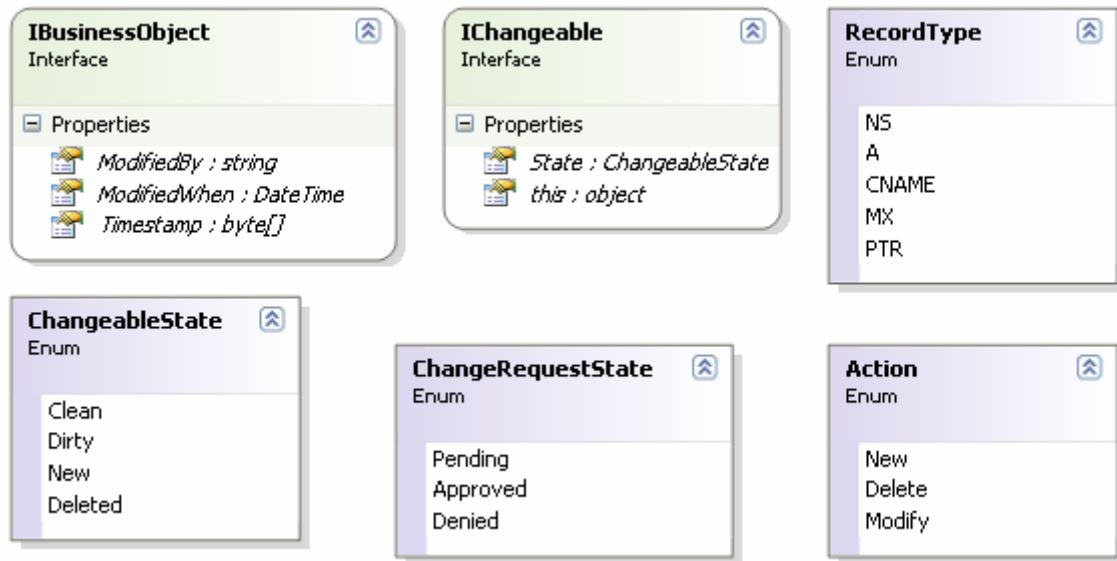 IBusinessObject
Interface
Properties
ModifiedBy : string
ModifiedWhen : DateTime
Timestamp : byte[]
IChangeable
Interface
Properties
State : ChangeableState
this : object
RecordType
Enum
NS
A
CNAME
MX
PTR
ChangeableState
Enum
Clean
Dirty
New
Deleted
ChangeRequestState
Enum
Pending
Approved
Denied
Action
Enum
New
Delete
Modify